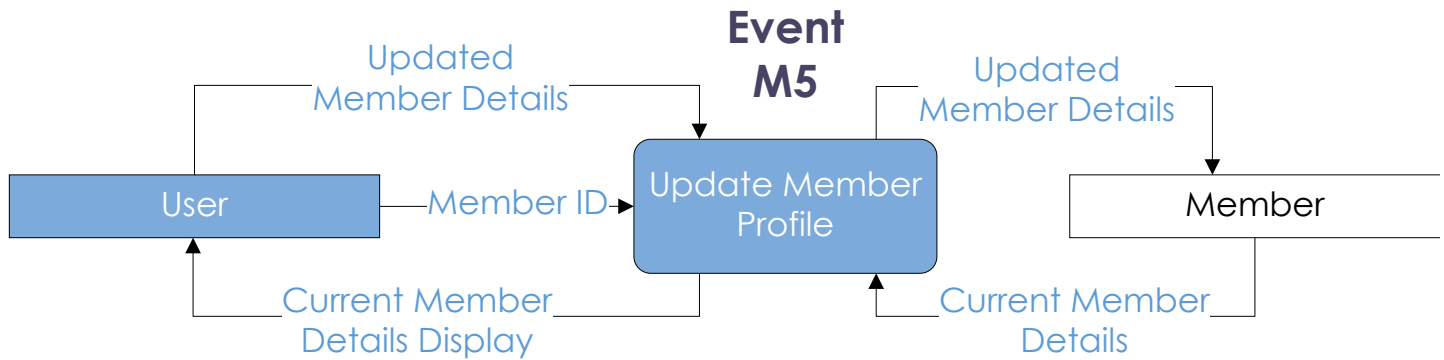 Event
M5
Updated
Member Details
Updated
Member Details
User
Member ID
Update Member
Profile
Member
Current Member
Details Display
Current Member
Details